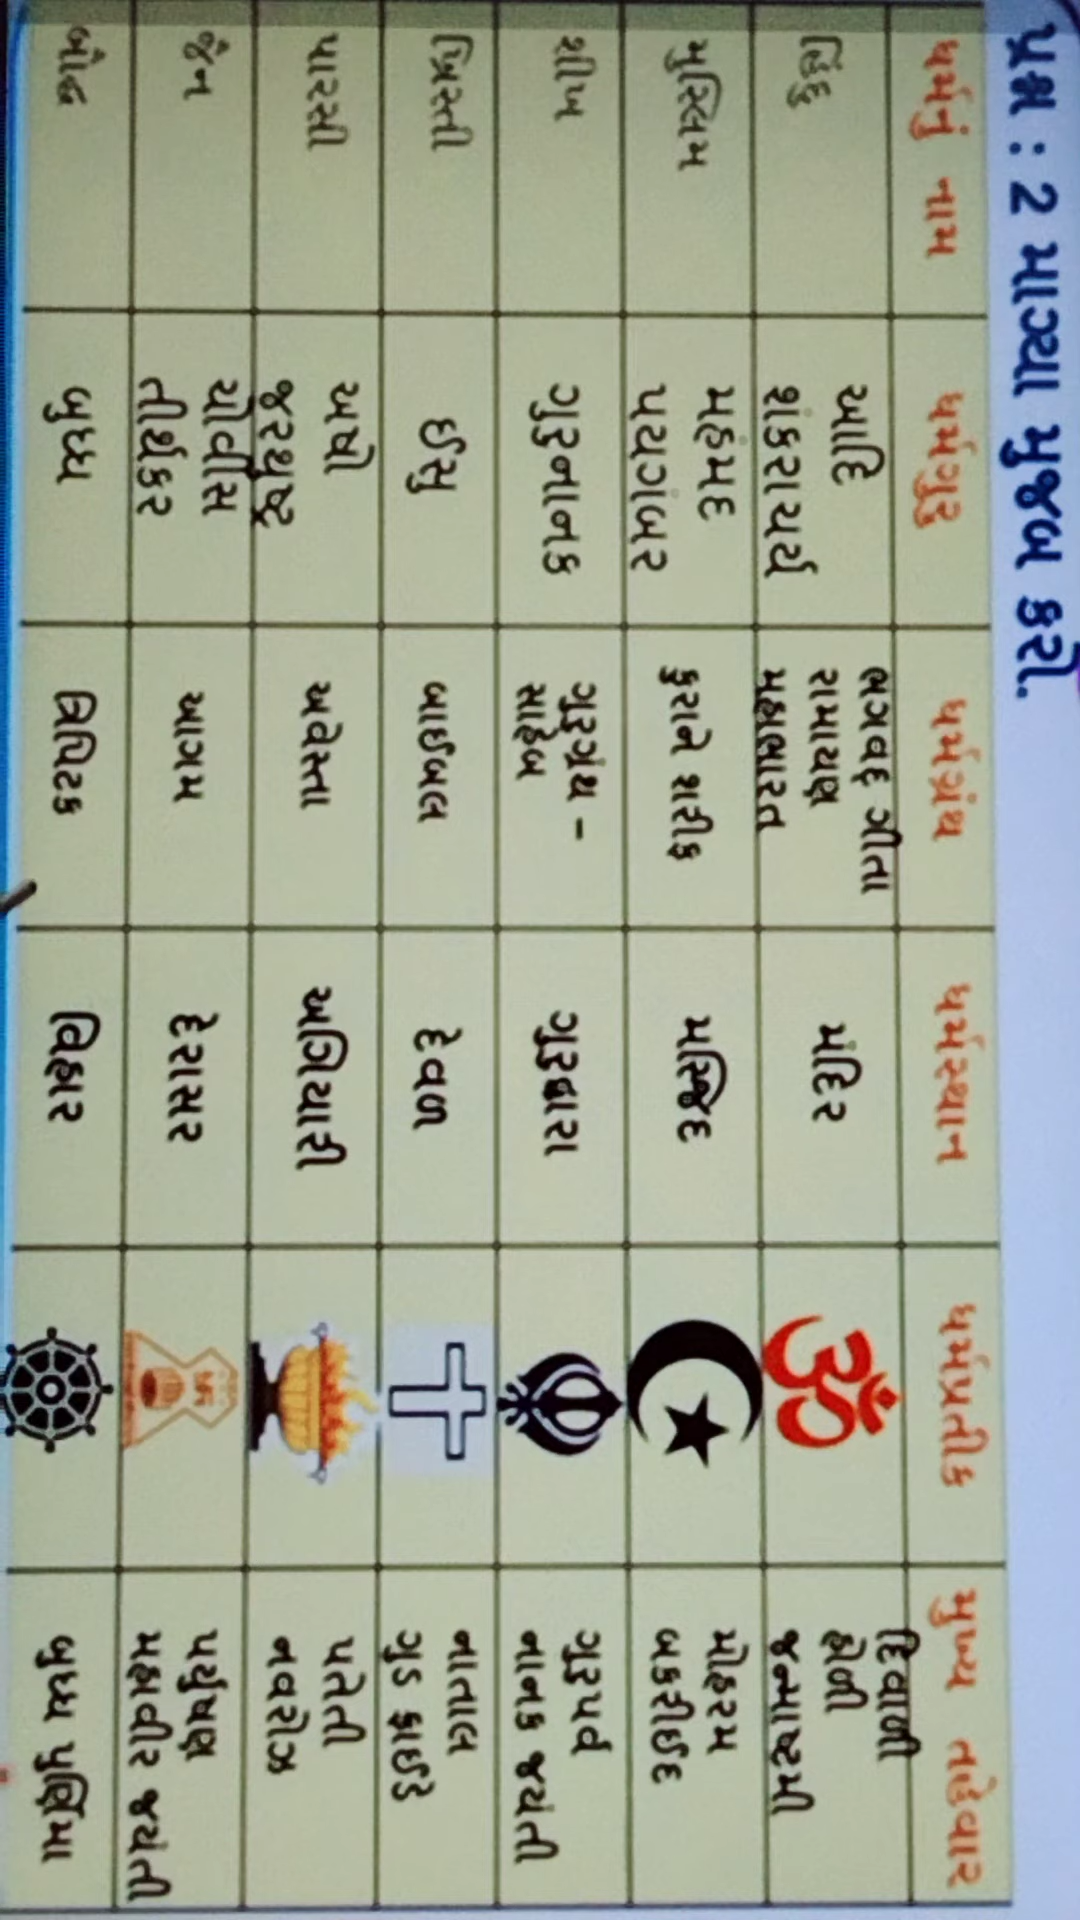 પ્રશ્ન : 2 માગ્યા મુજબ કરો.
ધર્મનું નામ ધર્મગુરુ ધર્મગ્રંથ ધર્મસ્થાન ધર્મપ્રતીક મુખ્ય તહેવાર
હિંદુ
આદિ
શંકરાચર્ય
ભગવદ્ ગીતા
રામાયણ
મહાભારત
મંદિર
દિવાળી
હોળી
જન્માષ્ટમી
મુસ્લિમ
મહંમદ
પયગંબર
કુરાને શરીફ
મસ્જિદ
મોહરમ
બકરીઈદ
શીખ
ગુરુનાનક
ગુરુગ્રંથ -
સાહેબ
ગુરુદ્વારા
ગુરુપર્વ
નાનક જયંતી
ખ્રિસ્તી
ઈસુ
બાઈબલ
દેવળ
નાતાલ
ગુડ ફ્રાઈડે
પારસી
અષો
જરથુષ્ટ્ર
અવેસ્તા
અગિયારી
પતેતી
નવરોઝ
જૈન
ચોવીસ
તીર્થંકર
આગમ
દેરાસર
પર્યુષણ
મહાવીર જયંતી
બૌદ્ધ
બુધ્ધ
ત્રિપિટક
વિહાર
બુધ્ધ પુર્ણિમા